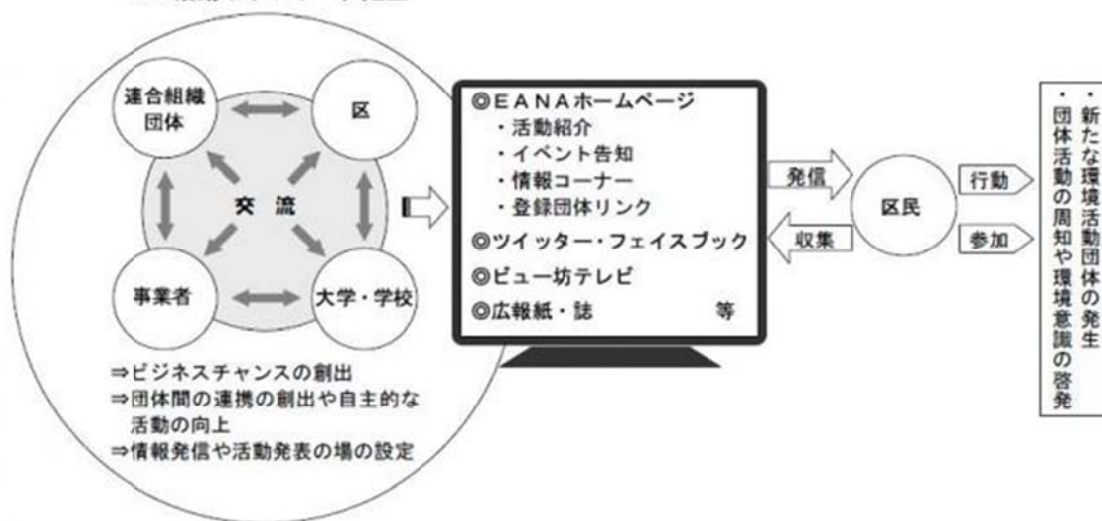 連合組織
団体
区
交 流
事業者
大学・学校
⇒ビジネスチャンスの創出
⇒団体間の連携の創出や自主的な
活動の向上
⇒情報発信や活動発表の場の設定
◎EANAホームページ
・活動紹介
・イベント告知
・情報コーナー
・登録団体リンク
◎ツイッター・フェイスブック
◎ビュー坊テレビ
◎広報紙・誌 等
発信
収集
区民
行動
参加
・新たな環境活動団体の発生
・団体活動の周知や環境意識の啓発